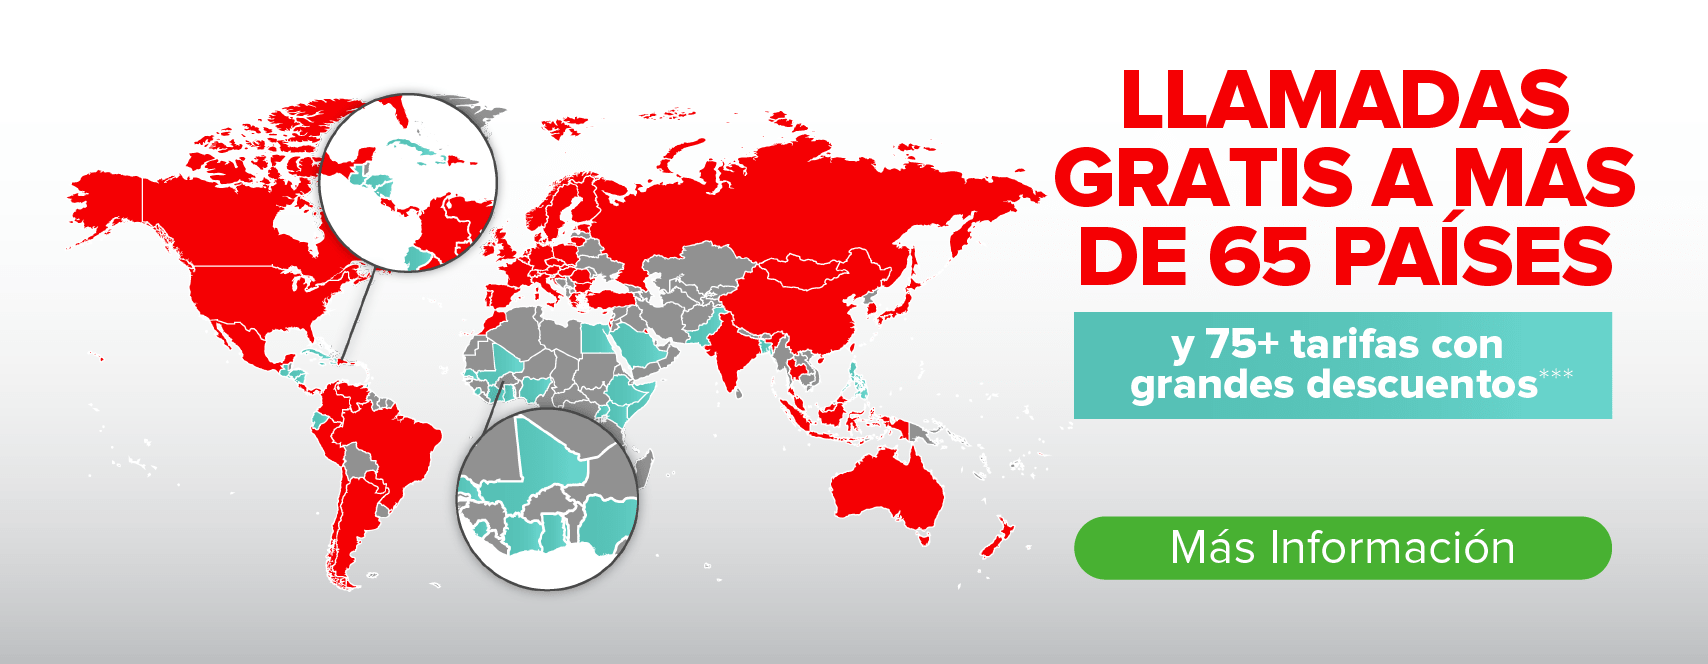 LLAMADAS
GRATIS A MÁS
DE 65 PAÍSES
y 75+ tarifas con
grandes descuentos***
Más Información